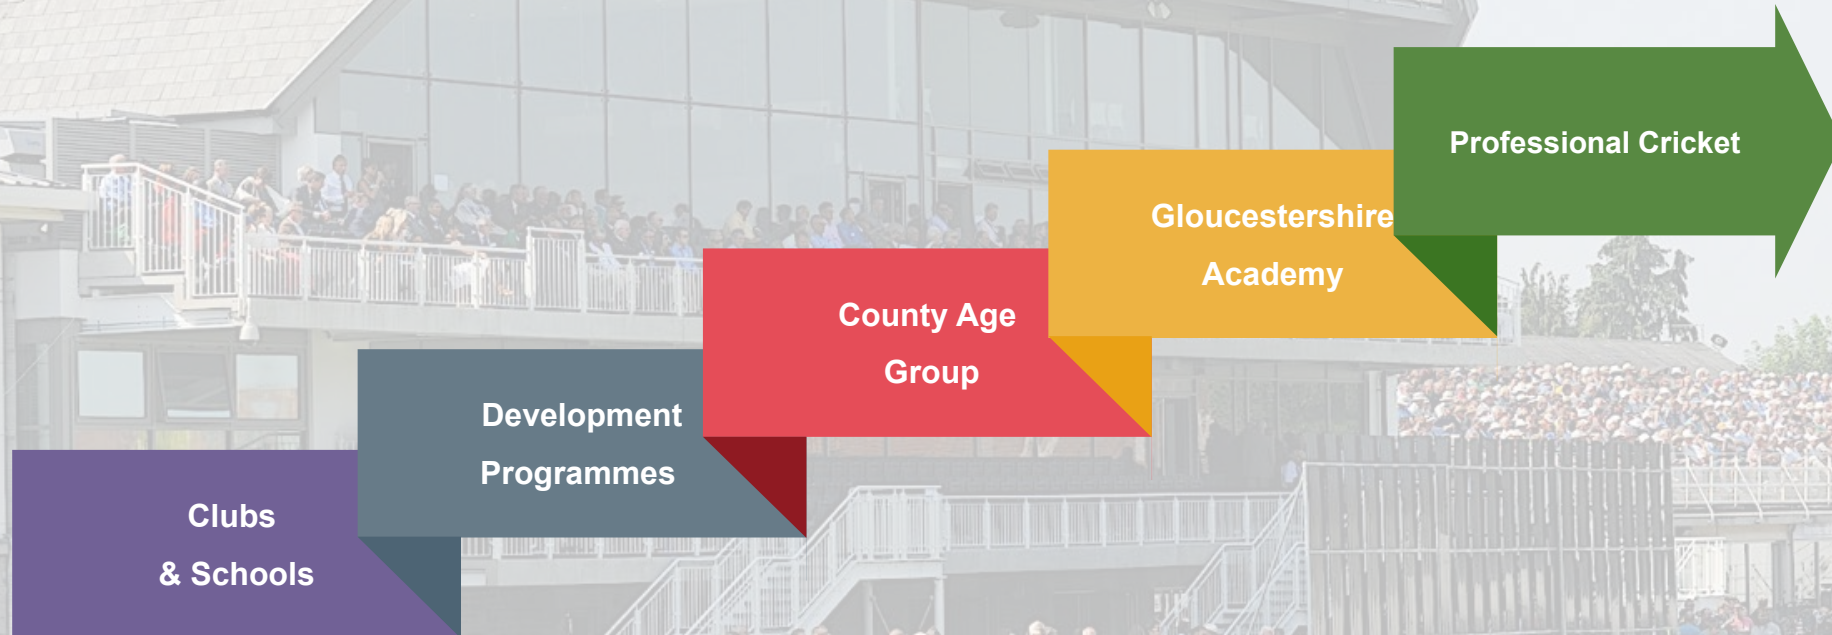 Clubs
& Schools
Development
Programmes
County Age
Group
Gloucestershire
Academy
Professional Cricket